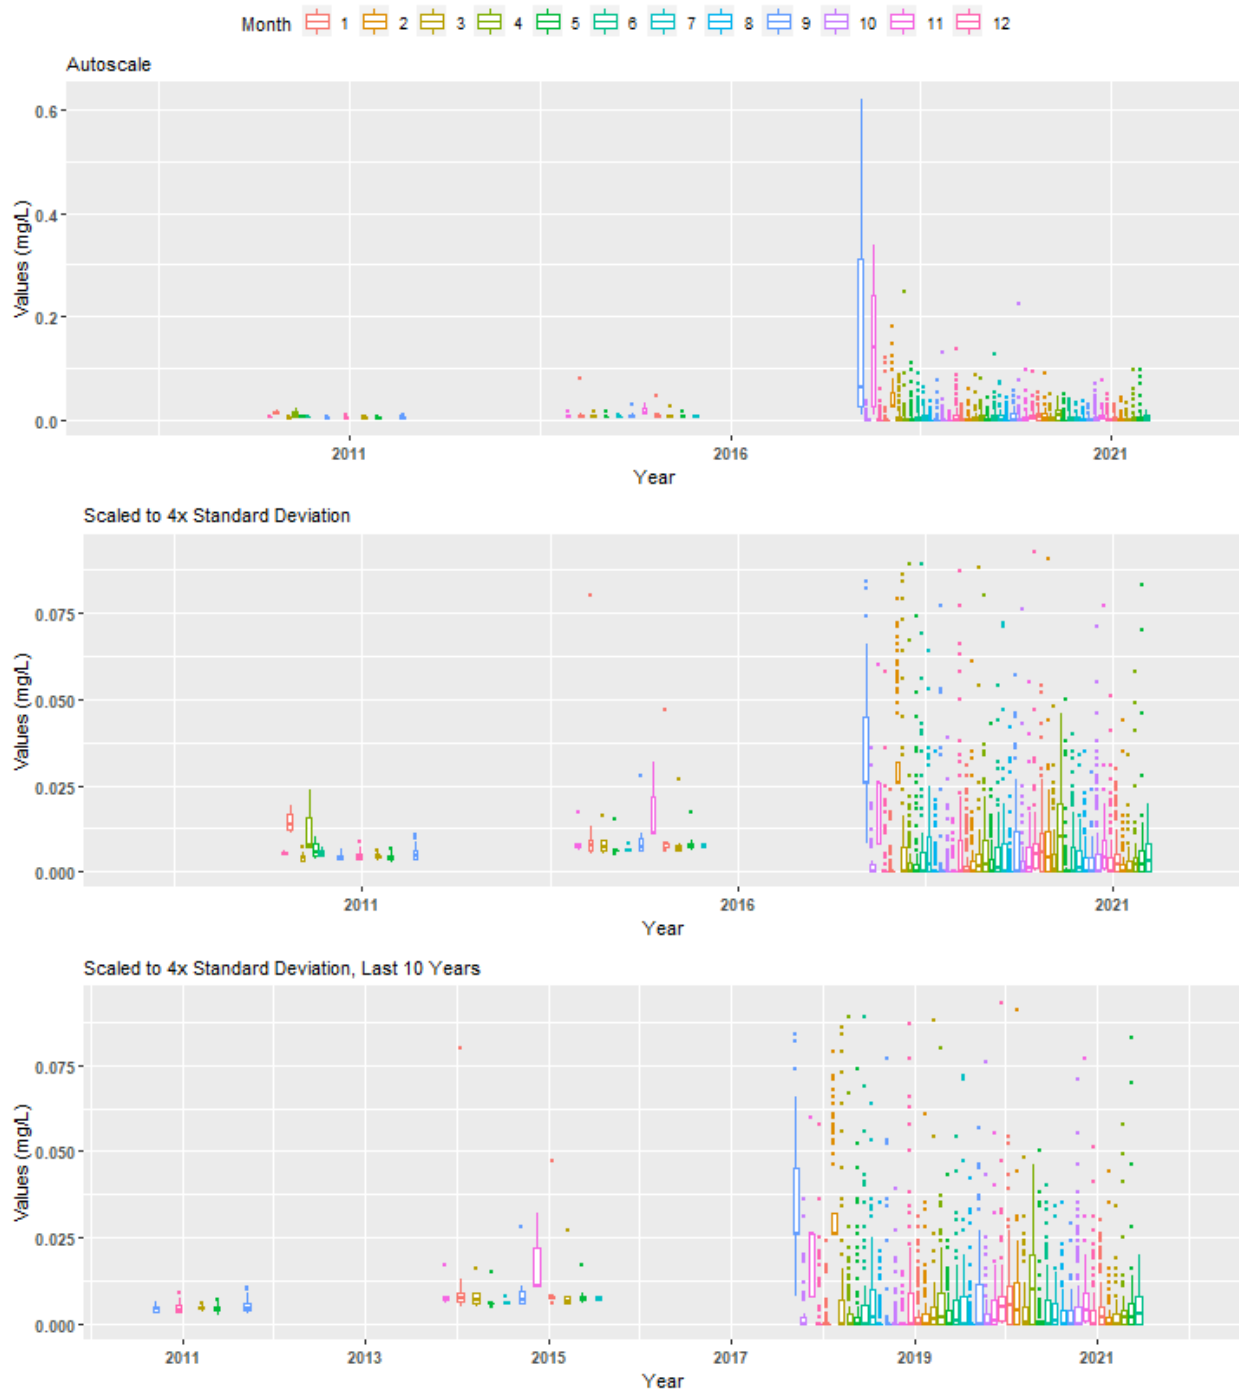 Month 1 2 3 4 5 6 7 8 9 10 11 12
Autoscale
Values (mg/L)
0.6
0.4
0.2
0.0
2011 2016 2021
Year
Scaled to 4x Standard Deviation
Values (mg/L)
0.075
0.050
0.025
0.000
2011 2016 2021
Year
Scaled to 4x Standard Deviation, Last 10 Years
Values (mg/L)
0.075
0.050
0.025
0.000
2011 2013 2015 2017 2019 2021
Year